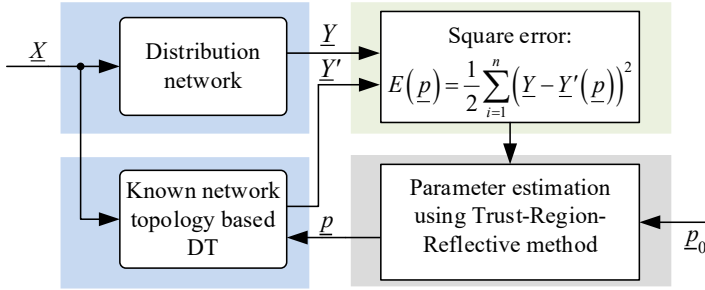 X
Distribution
network
Y
Y'
Square error:
E(p) = 1/2 ∑_{i=1}^{n} (Y − Y'(p))²
Known network
topology based
DT
p
Parameter estimation
using Trust-Region-
Reflective method
p₀